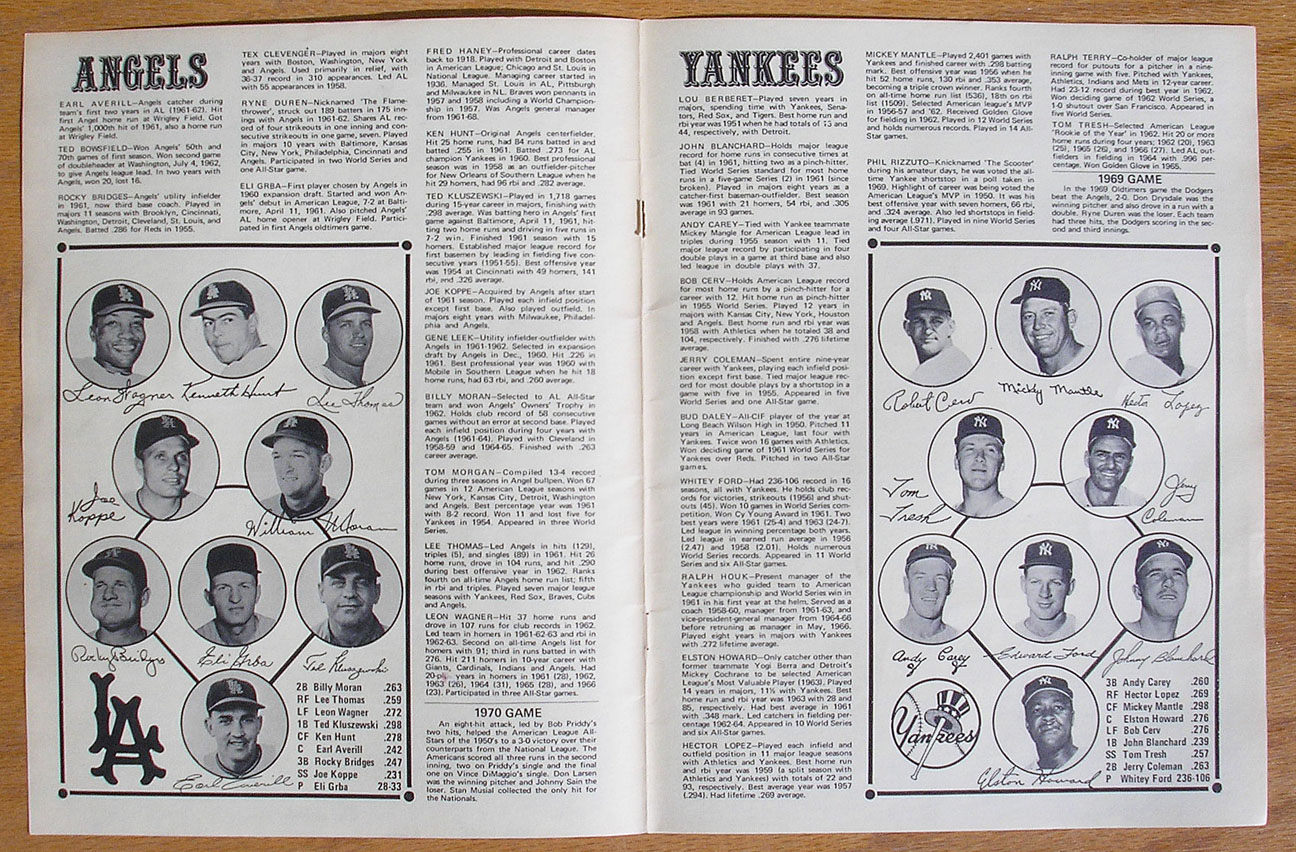 ANGELS
EARL AVERILL—Angels catcher during
team's first two years in AL (1961-62). Hit
first Angel home run at Wrigley Field. Got
Angels' 1,000th hit of 1961, also a home run
at Wrigley Field.
TED BOWSFIELD—Won Angels' 50th and
70th games of first season. Won second game
of doubleheader at Washington, July 4, 1962,
to give Angels league lead. In two years with
Angels, won 20, lost 16.
ROCKY BRIDGES—Angels' utility infielder
in 1961, now third base coach. Played in
majors 11 seasons with Brooklyn, Cincinnati,
Washington, Detroit, Cleveland, St. Louis, and
Angels. Batted .286 for Reds in 1955.
TEX CLEVENGER—Played in majors eight
years with Boston, Washington, New York
and Angels. Used primarily in relief, with
36-37 record in 310 appearances. Led AL
with 55 appearances in 1958.
RYNE DUREN—Nicknamed 'The Flame-
thrower', struck out 189 batters in 175 inn-
ings with Angels in 1961-62. Shares AL rec-
ord of four strikeouts in one inning and con-
secutive strikeouts in one game, seven. Played
in majors 10 years with Baltimore, Kansas
City, New York, Philadelphia, Cincinnati and
Angels. Participated in two World Series and
one All-Star Game.
ELI GRBA—First player chosen by Angels in
1960 expansion draft. Started and won An-
gels' debut in American League, 7-2 at Balti-
more, April 11, 1961. Also pitched Angels'
AL home opener at Wrigley Field. Partici-
pated in first Angels oldtimers game.
Leon Wagner Kenneth Hunt Lee Thomas
Joe Koppe
William Moran
Rocky Bridges Eli Grba Ted Kluszewski
LA
Earl Averill
2B Billy Moran .263
RF Lee Thomas .259
LF Leon Wagner .272
1B Ted Kluszewski .298
CF Ken Hunt .278
C Earl Averill .242
3B Rocky Bridges .247
SS Joe Koppe .231
P Eli Grba 28-33
FRED HANEY—Professional career dates
back to 1918. Played with Detroit and Boston
in American League; Chicago and St. Louis in
National League. Managing career started in
1936. Managed St. Louis in AL, Pittsburgh
and Milwaukee in NL. Braves won pennants in
1957 and 1958 including a World Champion-
ship in 1957. Was Angels general manager
from 1961-68.
KEN HUNT—Original Angels centerfielder.
Hit 25 home runs, had 84 runs batted in and
batted .255 in 1961. Batted .273 for AL
champion Yankees in 1960. Best professional
season was in 1958 as an outfielder-pitcher
for New Orleans of Southern League when he
hit 29 homers, had 96 rbi and .282 average.
TED KLUSZEWSKI—Played in 1,718 games
during 15-year career in majors, finishing with
.298 average. Was batting hero in Angels' first
game against Baltimore, April 11, 1961, hit-
ting two home runs and driving in five runs in
7-2 win. Finished 1961 season with 15
homers. Established major league record for
first basemen by leading in fielding five con-
secutive years (1951-55). Best offensive year
was 1954 at Cincinnati with 49 homers, 141
rbi, and .326 average.
JOE KOPPE—Acquired by Angels after start
of 1961 season. Played each infield position
except first base. Also played outfield. In
majors eight years with Milwaukee, Philadel-
phia and Angels.
GENE LEEK—Utility infielder-outfielder with
Angels in 1961-1962. Selected in expansion
draft by Angels in Dec., 1960. Hit .226 in
1961. Best professional year was 1960 with
Mobile in Southern League when he hit 18
home runs, had 63 rbi, and .260 average.
BILLY MORAN—Selected to AL All-Star
team and won Angels' Owners' Trophy in
1962. Holds club record of 58 consecutive
games without an error at second base. Played
each infield position during four years with
Angels (1961-64). Played with Cleveland in
1958-59 and 1964-65. Finished with .263
career average.
TOM MORGAN—Compiled 13-4 record
during three seasons in Angel bullpen. Won 67
games in 12 American League seasons with
New York, Kansas City, Detroit, Washington
and Angels. Best percentage year was 1961
with 8-2 record. Won 11 and lost five for
Yankees in 1954. Appeared in three World
Series.
LEE THOMAS—Led Angels in hits (129),
triples (5), and singles (89) in 1961. Hit 26
home runs, drove in 104 runs, and hit .290
during best offensive year in 1962. Ranks
fourth on all-time Angels home run list; fifth
in rbi and triples. Played seven major league
seasons with Yankees, Red Sox, Braves, Cubs
and Angels.
LEON WAGNER—Hit 37 home runs and
drove in 107 runs for club records in 1962.
Led team in homers in 1961-62-63 and rbi in
1962-63. Second on all-time Angels list for
homers with 91; third in runs batted in with
276. Hit 211 homers in 10-year career with
Giants, Cardinals, Indians and Angels. Had
20-plus years in homers in 1961 (28), 1962,
1963 (26), 1964 (31), 1965 (28), and 1966
(23). Participated in three All-Star Games.
1970 GAME
An eight-hit attack, led by Bob Priddy's
two hits, helped the American League All-
Stars of the 1950's to a 3-0 victory over their
counterparts from the National League. The
Americans scored all three runs in the second
inning, two on Priddy's single and the final
one on Vince DiMaggio's single. Don Larsen
was the winning pitcher and Johnny Sain the
loser. Stan Musial collected the only hit for
the Nationals.
YANKEES
LOU BERBERET—Played seven years in
majors, spending time with Yankees, Sena-
tors, Red Sox, and Tigers. Best home run and
rbi year was 1951 when he had totals of 13 and
44, respectively, with Detroit.
JOHN BLANCHARD—Holds major league
record for home runs in consecutive times at
bat (4) in 1961, hitting two as a pinch-hitter.
Tied World Series standard for most home
runs in a five-game Series (2) in 1961 (since
broken). Played in majors eight years as a
catcher-first baseman-outfielder. Best season
was 1961 with 21 homers, 54 rbi, and .305
average in 93 games.
ANDY CAREY—Tied with Yankee teammate
Mickey Mangle for American League lead in
triples during 1955 season with 11. Tied
major league record by participating in four
double plays in a game at third base and also
led league in double plays with 37.
BOB CERV—Holds American League record
for most home runs by a pinch-hitter for a
career with 12. Hit home run as pinch-hitter
in 1955 World Series. Played 12 years in
majors with Kansas City, New York, Houston
and Angels. Best home run and rbi year was
1958 with Athletics when he totaled 38 and
104, respectively. Finished with .276 lifetime
average.
JERRY COLEMAN—Spent entire nine-year
career with Yankees, playing each infield posi-
tion except first base. Tied major league rec-
ord for most double plays by a shortstop in a
game with five in 1955. Appeared in five
World Series and one All-Star game.
BUD DALEY—All-CIF player of the year at
Long Beach Wilson High in 1950. Pitched 11
years in American League, last four with
Yankees. Twice won 16 games with Athletics.
Won deciding game of 1961 World Series for
Yankees over Reds. Pitched in two All-Star
games.
WHITEY FORD—Had 236-106 record in 16
seasons, all with Yankees. He holds club rec-
ords for victories, strikeouts (1956) and shut-
outs (45). Won 10 games in World Series com-
petition. Won Cy Young Award in 1961. Two
best years were 1961 (25-4) and 1963 (24-7).
Led league in winning percentage both years.
Led league in earned run average in 1956
(2.47) and 1958 (2.01). Holds numerous
World Series records. Appeared in 11 World
Series and six All-Star games.
RALPH HOUK—Present manager of the
Yankees who guided team to American
League championship and World Series win in
1961 in his first year at the helm. Served as a
coach 1958-60, manager from 1961-63, and
vice-president-general manager from 1964-66
before retruning as manager in May, 1966.
Played eight years in majors with Yankees
with .272 lifetime average.
ELSTON HOWARD—Only catcher other than
former teammate Yogi Berra and Detroit's
Mickey Cochrane to be selected American
League's Most Valuable Player (1963). Played
14 years in majors, 11½ with Yankees. Best
home run and rbi year was 1963 with 28 and
85, respectively. Had best average in 1961
with .348 mark. Led catchers in fielding per-
centage 1962-64. Appeared in 10 World Series
and six All-Star games.
HECTOR LOPEZ—Played each infield and
outfield position in 11 major league seasons
with Athletics and Yankees. Best home run
and rbi year was 1959 (a split season with
Athletics and Yankees) with totals of 22 and
93, respectively. Best average year was 1957
(.294). Had lifetime .269 average.
MICKEY MANTLE—Played 2,401 games with
Yankees and finished career with .298 batting
mark. Best offensive year was 1956 when he
hit 52 home runs, 130 rbi and .353 average,
becoming a triple crown winner. Ranks fourth
on all-time home run list (536), 18th on rbi
list (1509). Selected American league's MVP
in 1956-57 and '62. Received Golden Glove
for fielding in 1962. Played in 12 World Series
and holds numerous records. Played in 14 All-
Star games.
PHIL RIZZUTO—Knicknamed 'The Scooter'
during his amateur days, he was voted the all-
time Yankee shortstop in a poll taken in
1969. Highlight of career was being voted the
American League's MVP in 1950. It was his
best offensive year with seven homers, 66 rbi,
and .324 average. Also led shortstops in field-
ing average (.971). Played in nine World Series
and four All-Star games.
RALPH TERRY—Co-holder of major league
record for putouts for a pitcher in a nine-
inning game with five. Pitched with Yankees,
Athletics, Indians and Mets in 12-year career.
Had 23-12 record during best year in 1962.
Won deciding game of 1962 World Series, a
1-0 shutout over San Francisco. Appeared in
five World Series.
TOM TRESH—Selected American League
'Rookie of the Year' in 1962. Hit 20 or more
home runs during four years; 1962 (20), 1963
(25), 1965 (26), and 1966 (27). Led AL out-
fielders in fielding in 1964 with .996 per-
centage. Won Golden Glove in 1965.
1969 GAME
In the 1969 Oldtimers game the Dodgers
beat the Angels, 2-0. Don Drysdale was the
winning pitcher and also drove in a run with a
double. Ryne Duren was the loser. Each team
had three hits, the Dodgers scoring in the sec-
ond and third innings.
Robert Cerv Micky Mantle Hector Lopez
Tom Tresh
Jerry Coleman
Andy Carey Edward Ford Johnny Blanchard
Yankees
Elston Howard
3B Andy Carey .260
RF Hector Lopez .269
CF Mickey Mantle .298
C Elston Howard .276
LF Bob Cerv .276
1B John Blanchard .239
SS Tom Tresh .257
2B Jerry Coleman .263
P Whitey Ford 236-106